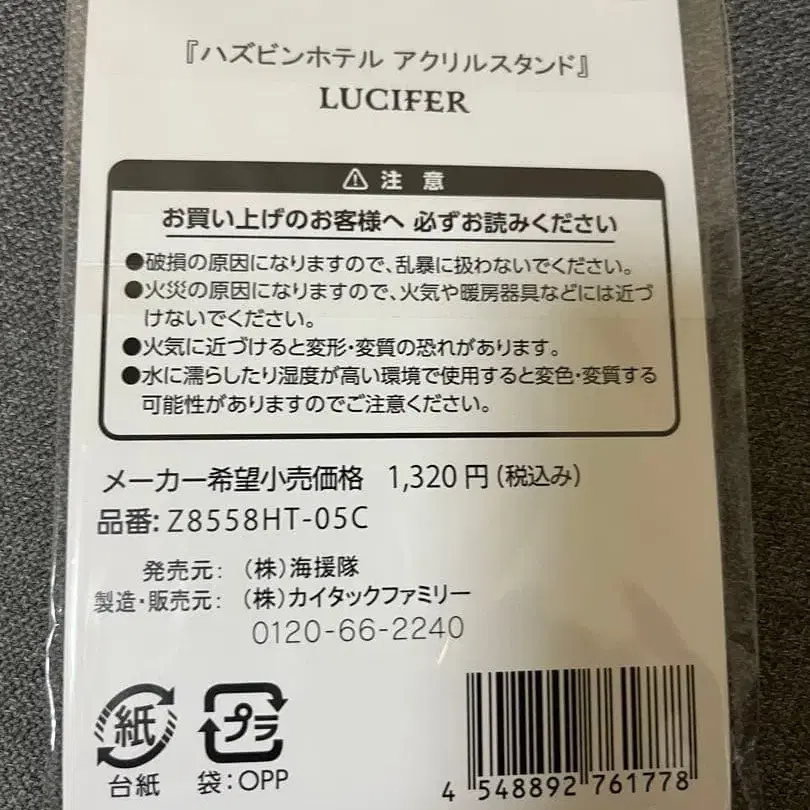 『ハズビンホテル アクリルスタンド』
LUCIFER
⚠ 注 意
お買い上げのお客様へ 必ずお読みください
●破損の原因になりますので、乱暴に扱わないでください。
●火災の原因になりますので、火気や暖房器具などには近づ
けないでください。
●火気に近づけると変形・変質の恐れがあります。
●水に濡らしたり湿度が高い環境で使用すると変色・変質する
可能性がありますのでご注意ください。
メーカー希望小売価格 1,320円(税込み)
品番: Z8558HT-05C
発売元: (株)海援隊
製造・販売元: (株)カイタックファミリー
0120-66-2240
紙
プラ
台紙
袋:OPP
4 548892 761778